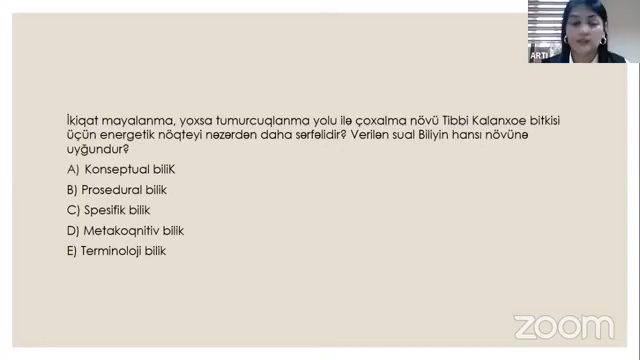 ARTI
İkiqat mayalanma, yoxsa tumurcuqlanma yolu ilə çoxalma növü Tibbi Kalanxoe bitkisi
üçün energetik nöqteyi nəzərdən daha sərfəlidir? Verilən sual Biliyin hansı növünə
uyğundur?
A) Konseptual biliK
B) Prosedural bilik
C) Spesifik bilik
D) Metakoqnitiv bilik
E) Terminoloji bilik
zoom